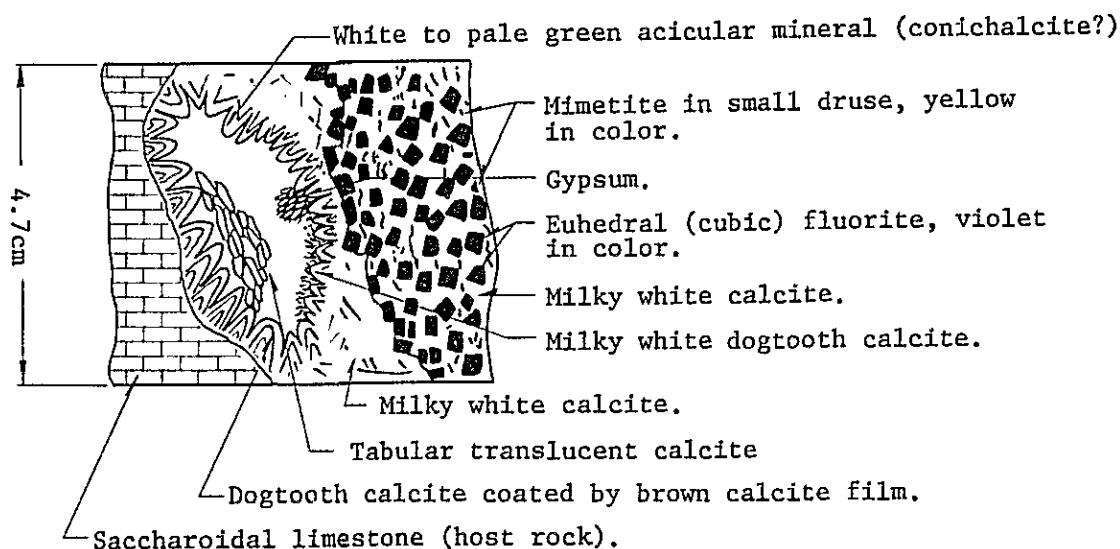 White to pale green acicular mineral (conichalcite?)
Mimetite in small druse, yellow
in color.
Gypsum.
Euhedral (cubic) fluorite, violet
in color.
Milky white calcite.
Milky white dogtooth calcite.
Milky white calcite.
Tabular translucent calcite
Dogtooth calcite coated by brown calcite film.
Saccharoidal limestone (host rock).
4.7cm